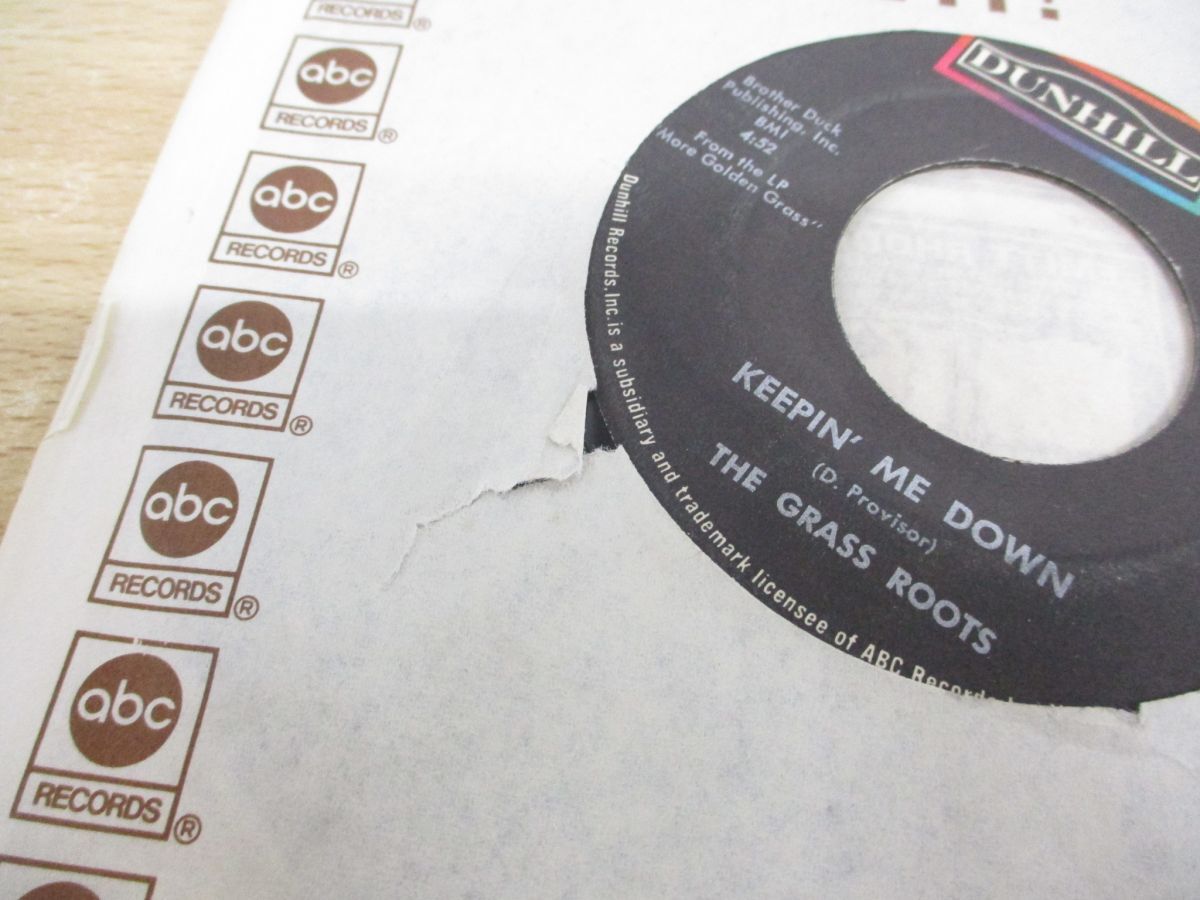 RECORDS ®
abc
RECORDS ®
abc
RECORDS ®
abc
RECORDS ®
abc
RECORDS ®
abc
RECORDS ®
DUNHILL
Brother Duck
Publishing, Inc.
BMI
4:52
From the LP
More Golden Grass"
KEEPIN' ME DOWN
(D. Provisor)
THE GRASS ROOTS
Dunhill Records, Inc. is a subsidiary and trademark licensee of ABC Records